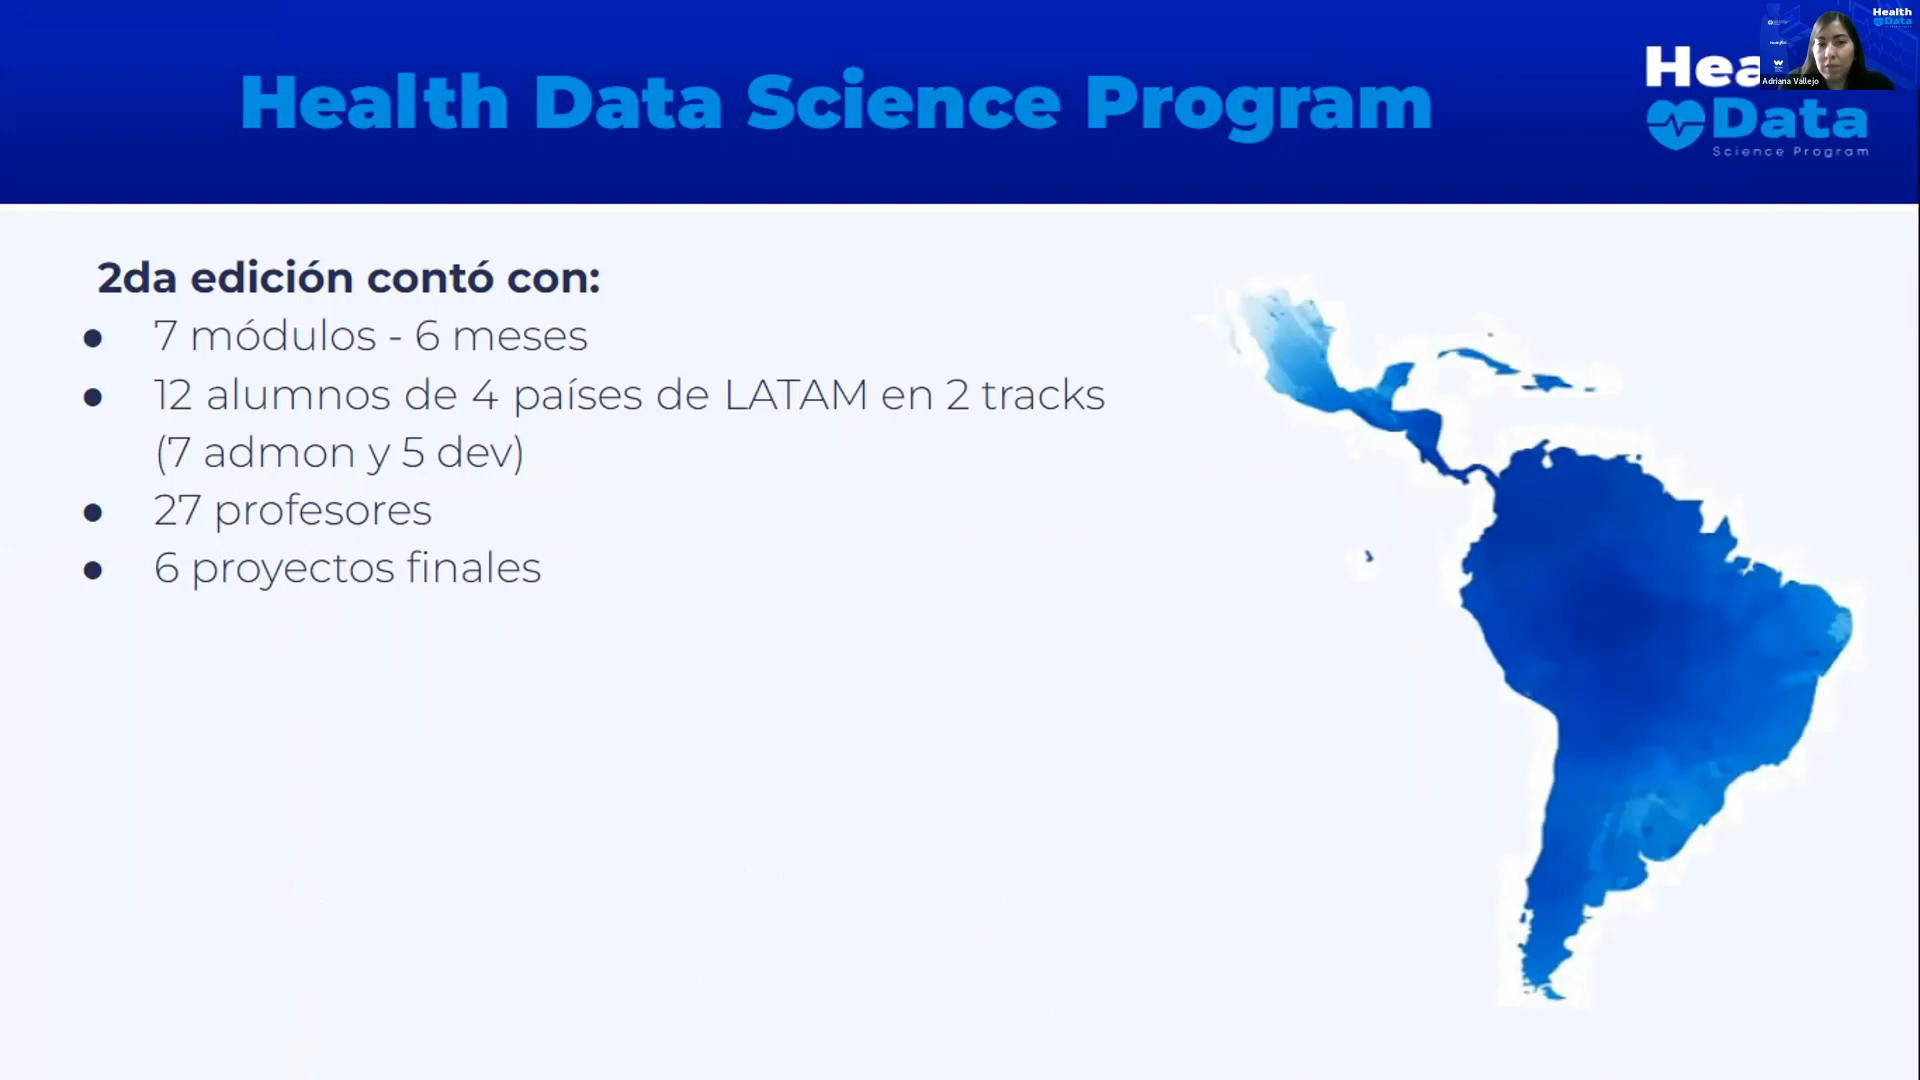 Health Data Science Program
Hea
Data
Science Program
Health
Data
Adriana Vallejo
2da edición contó con:
● 7 módulos - 6 meses
● 12 alumnos de 4 países de LATAM en 2 tracks
(7 admon y 5 dev)
● 27 profesores
● 6 proyectos finales